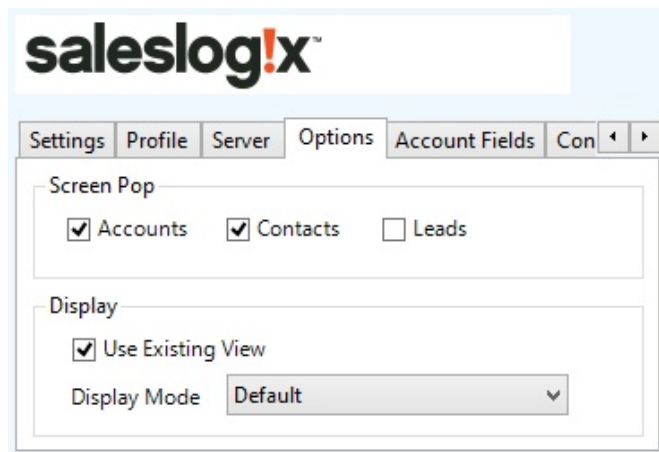 saleslog!x™
Settings Profile Server Options Account Fields Con
Screen Pop
Accounts Contacts Leads
Display
Use Existing View
Display Mode Default